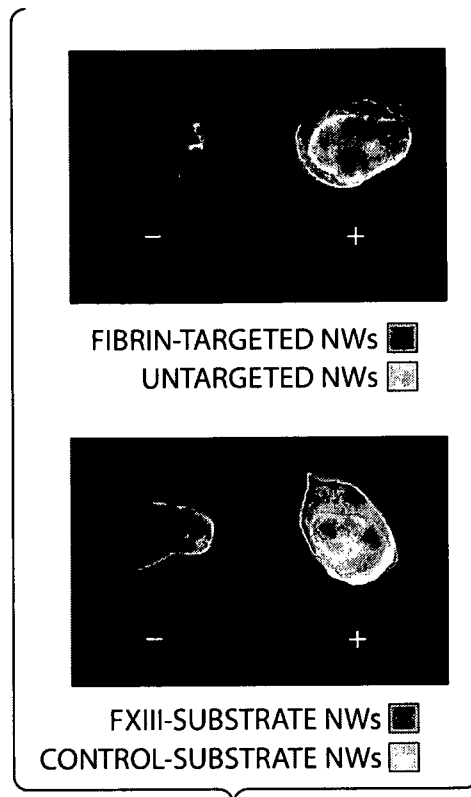 − +
FIBRIN-TARGETED NWs
UNTARGETED NWs
− +
FXIII-SUBSTRATE NWs
CONTROL-SUBSTRATE NWs